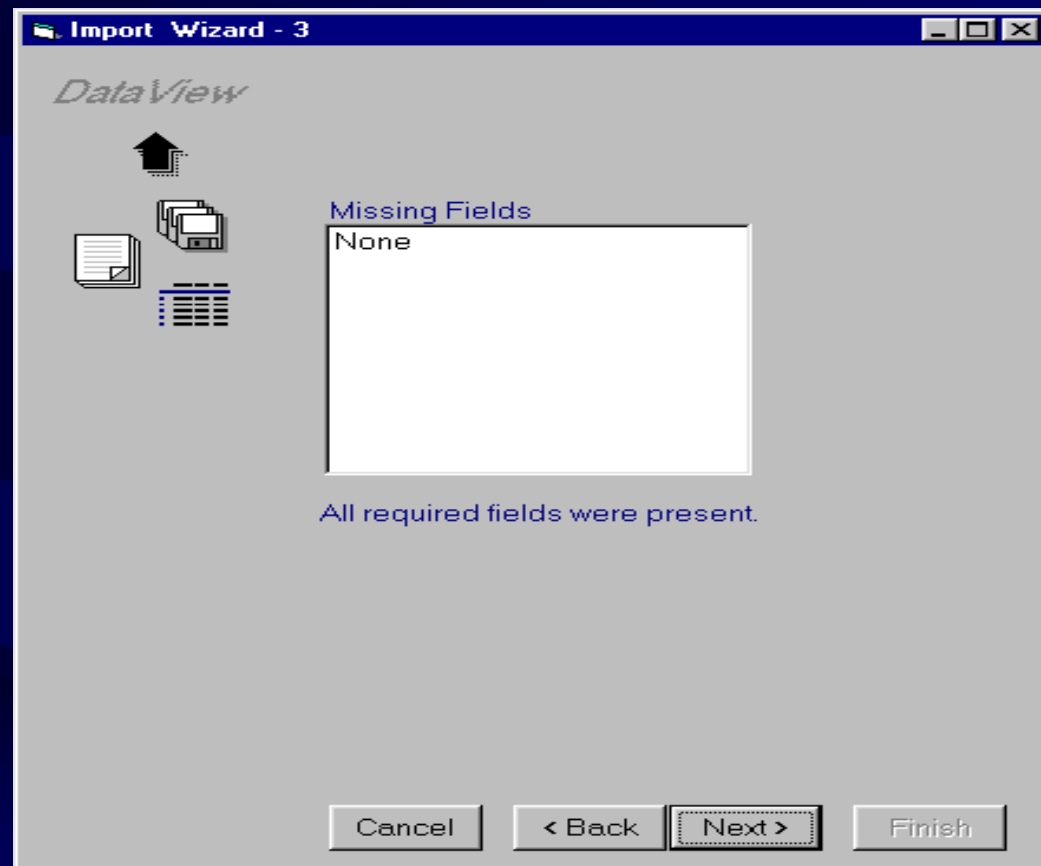 Import Wizard - 3
DataView
Missing Fields
None
All required fields were present.
Cancel < Back Next > Finish